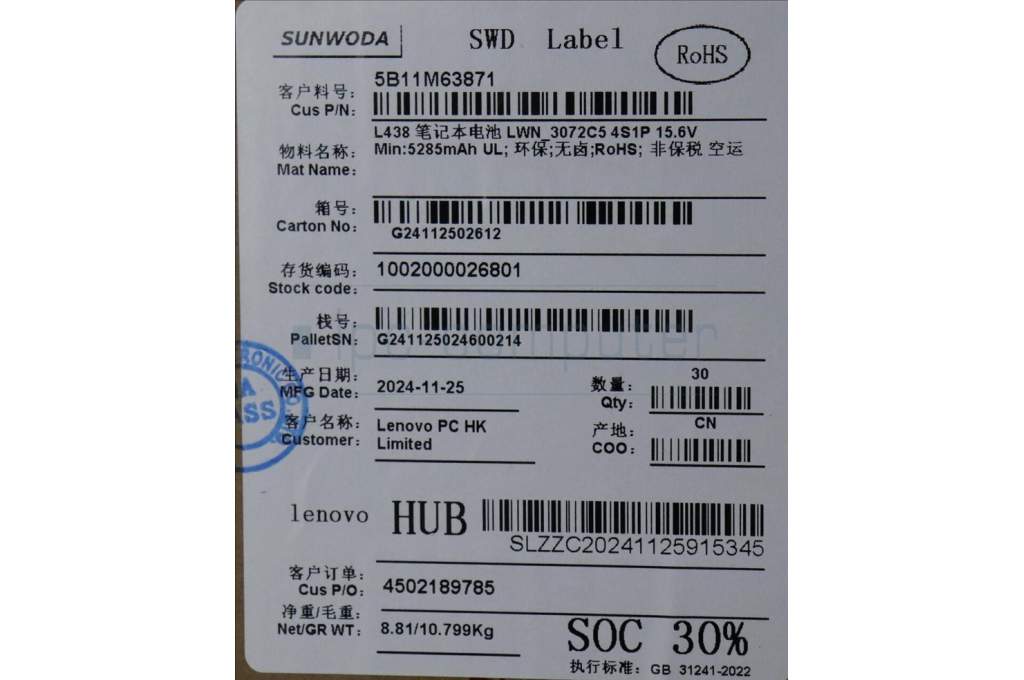 SUNWODA
SWD Label
RoHS
客户料号:
Cus P/N:
5B11M63871
物料名称:
Mat Name:
L438 笔记本电池 LWN_3072C5 4S1P 15.6V
Min:5285mAh UL; 环保;无卤;RoHS; 非保税 空运
箱号:
Carton No:
G24112502612
存货编码:
Stock code:
1002000026801
栈号:
PalletSN:
G241125024600214
ipc-computer
生产日期:
MFG Date:
2024-11-25
数量:
Qty:
30
客户名称:
Customer:
Lenovo PC HK
Limited
产地:
COO:
CN
lenovo HUB
SLZZC20241125915345
客户订单:
Cus P/O:
4502189785
净重/毛重:
Net/GR WT:
8.81/10.799Kg
SOC 30%
执行标准: GB 31241-2022